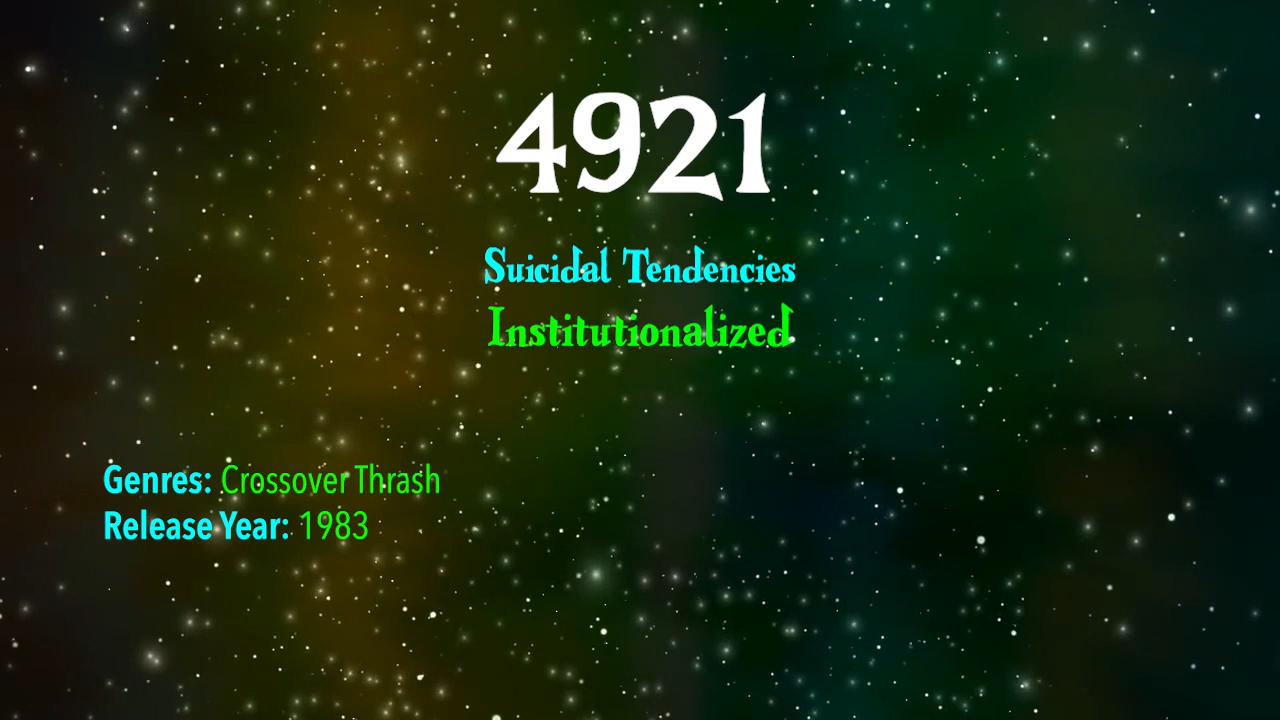 4921
Suicidal Tendencies
Institutionalized
Genres: Crossover Thrash
Release Year: 1983